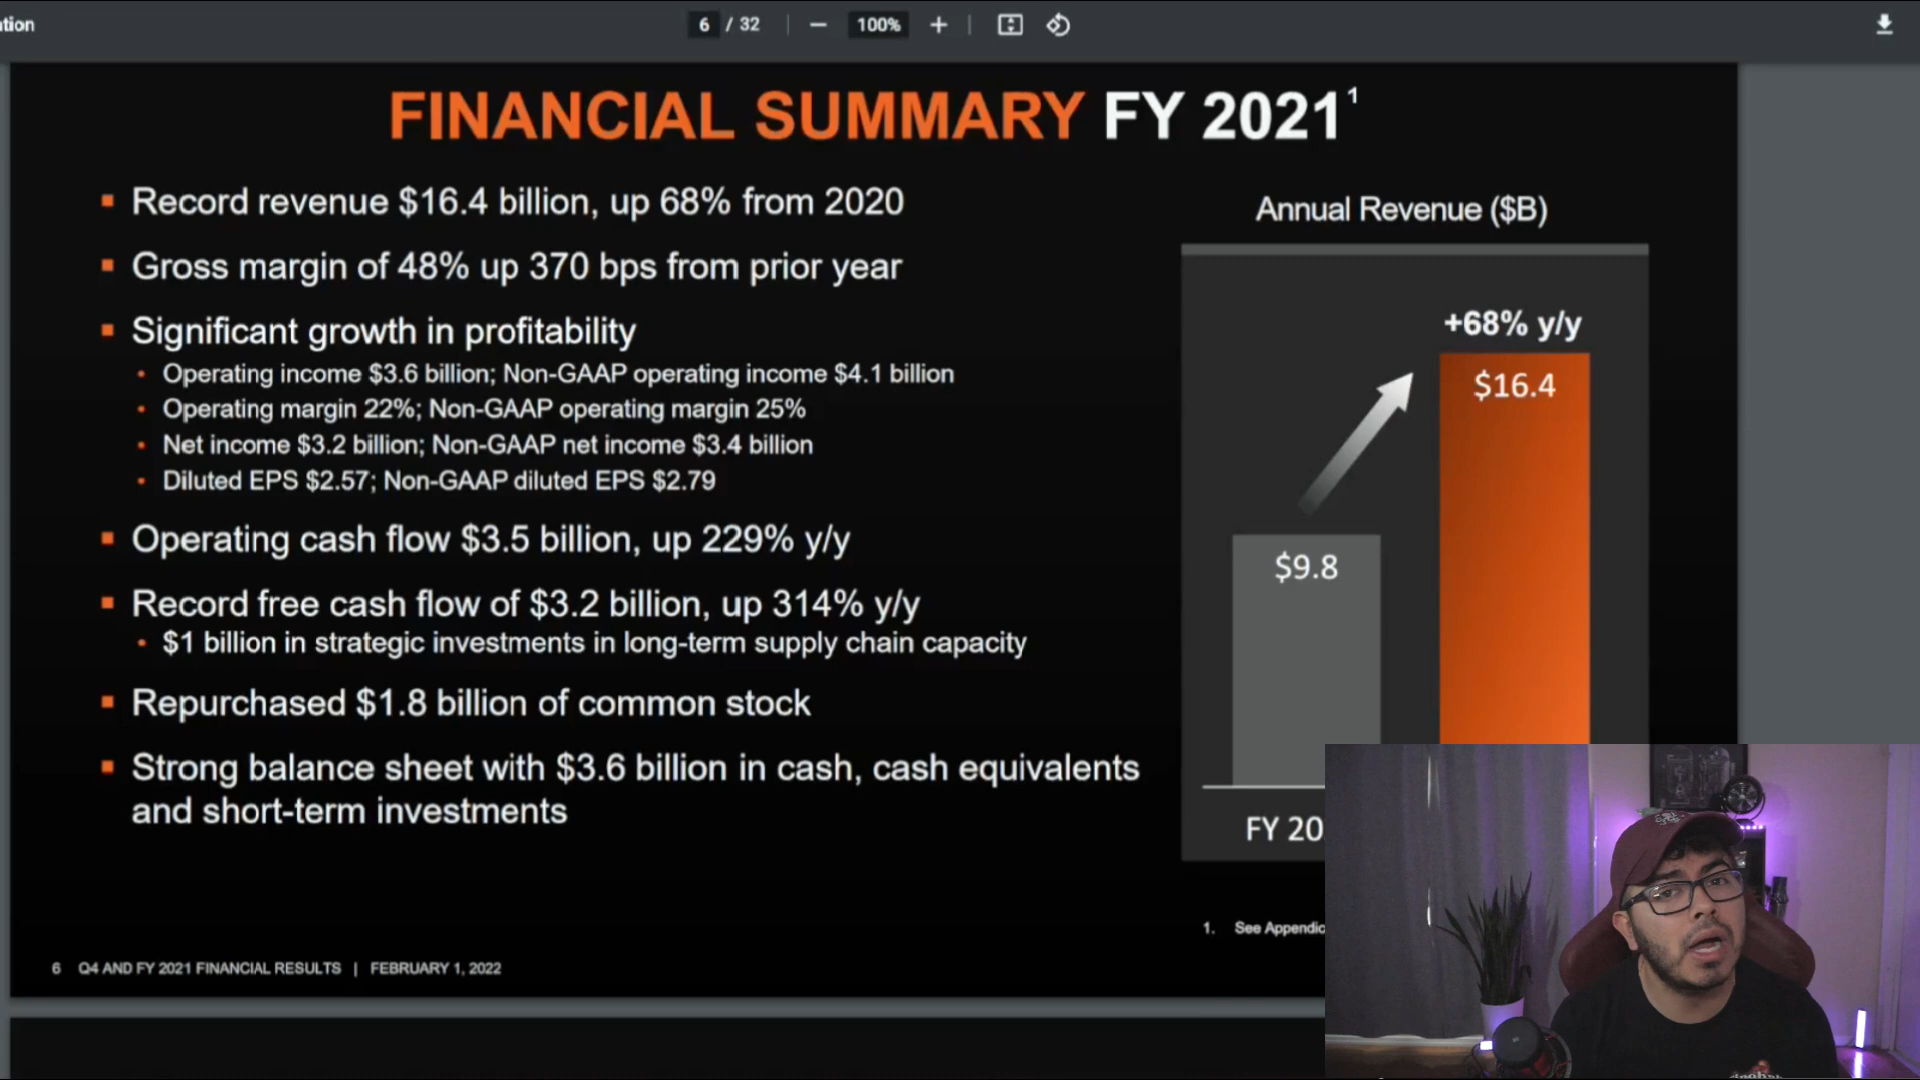 6 / 32
100%
FINANCIAL SUMMARY FY 2021¹
Record revenue $16.4 billion, up 68% from 2020
Gross margin of 48% up 370 bps from prior year
Significant growth in profitability
Operating income $3.6 billion; Non-GAAP operating income $4.1 billion
Operating margin 22%; Non-GAAP operating margin 25%
Net income $3.2 billion; Non-GAAP net income $3.4 billion
Diluted EPS $2.57; Non-GAAP diluted EPS $2.79
Operating cash flow $3.5 billion, up 229% y/y
Record free cash flow of $3.2 billion, up 314% y/y
$1 billion in strategic investments in long-term supply chain capacity
Repurchased $1.8 billion of common stock
Strong balance sheet with $3.6 billion in cash, cash equivalents
and short-term investments
Annual Revenue ($B)
+68% y/y
$16.4
$9.8
FY 20
1. See Appendic
6 Q4 AND FY 2021 FINANCIAL RESULTS | FEBRUARY 1, 2022